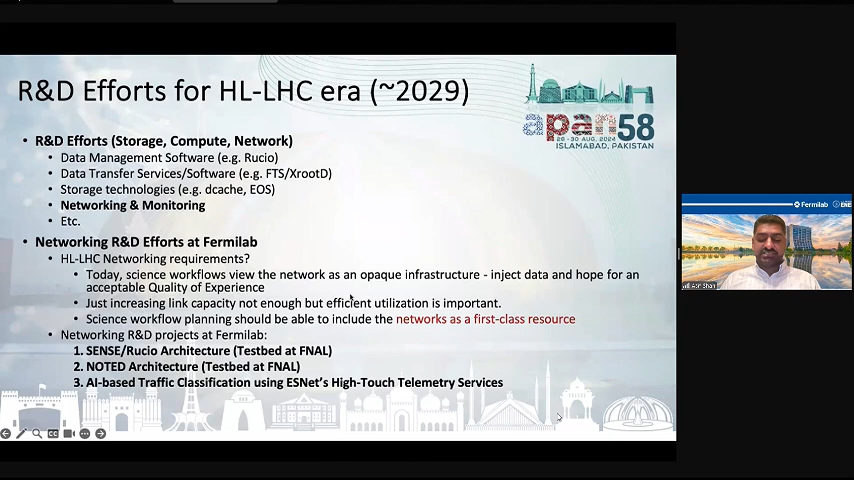 R&D Efforts for HL-LHC era (~2029)
apan58
26 - 30 AUG, 2024
ISLAMABAD, PAKISTAN
• R&D Efforts (Storage, Compute, Network)
• Data Management Software (e.g. Rucio)
• Data Transfer Services/Software (e.g. FTS/XrootD)
• Storage technologies (e.g. dcache, EOS)
• Networking & Monitoring
• Etc.
• Networking R&D Efforts at Fermilab
• HL-LHC Networking requirements?
• Today, science workflows view the network as an opaque infrastructure - inject data and hope for an
acceptable Quality of Experience
• Just increasing link capacity not enough but efficient utilization is important.
• Science workflow planning should be able to include the networks as a first-class resource
• Networking R&D projects at Fermilab:
1. SENSE/Rucio Architecture (Testbed at FNAL)
2. NOTED Architecture (Testbed at FNAL)
3. AI-based Traffic Classification using ESNet's High-Touch Telemetry Services
Fermilab